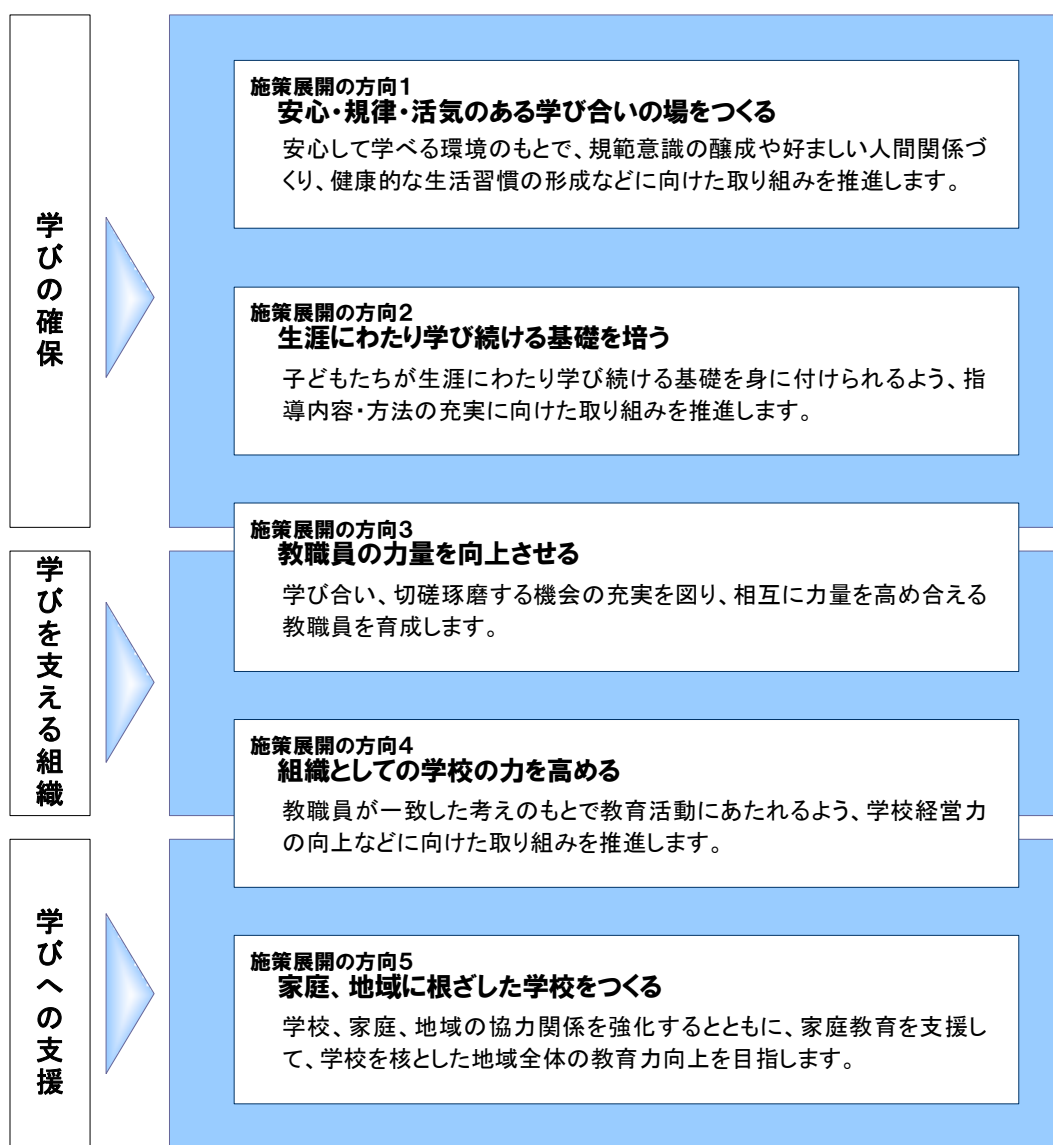 学びの確保
施策展開の方向1
安心・規律・活気のある学び合いの場をつくる
安心して学べる環境のもとで、規範意識の醸成や好ましい人間関係づ
くり、健康的な生活習慣の形成などに向けた取り組みを推進します。
施策展開の方向2
生涯にわたり学び続ける基礎を培う
子どもたちが生涯にわたり学び続ける基礎を身に付けられるよう、指
導内容・方法の充実に向けた取り組みを推進します。
学びを支える組織
施策展開の方向3
教職員の力量を向上させる
学び合い、切磋琢磨する機会の充実を図り、相互に力量を高め合える
教職員を育成します。
施策展開の方向4
組織としての学校の力を高める
教職員が一致した考えのもとで教育活動にあたれるよう、学校経営力
の向上などに向けた取り組みを推進します。
学びへの支援
施策展開の方向5
家庭、地域に根ざした学校をつくる
学校、家庭、地域の協力関係を強化するとともに、家庭教育を支援し
て、学校を核とした地域全体の教育力向上を目指します。